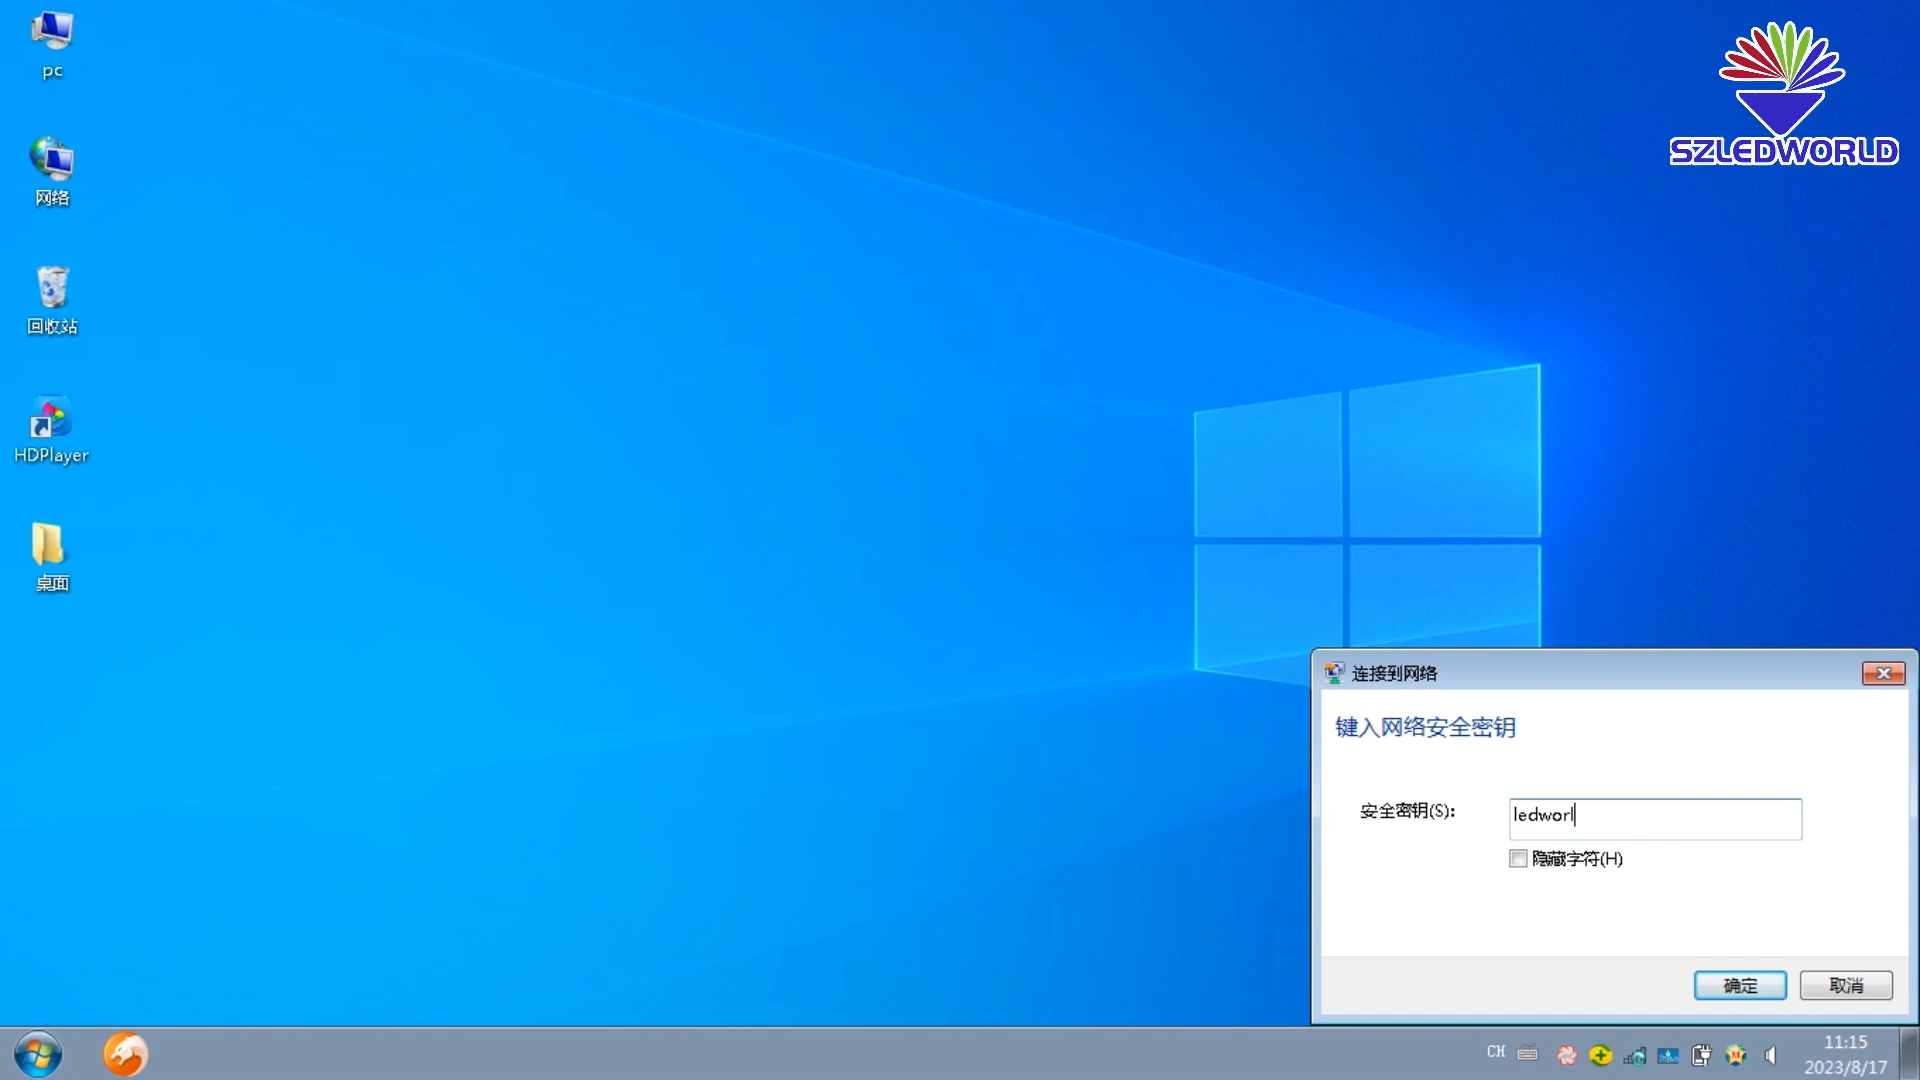 pc
网络
回收站
HDPlayer
桌面
SZLEDWORLD
连接到网络
键入网络安全密钥
安全密钥(S):
ledworl
隐藏字符(H)
确定
取消
CH
11:15
2023/8/17